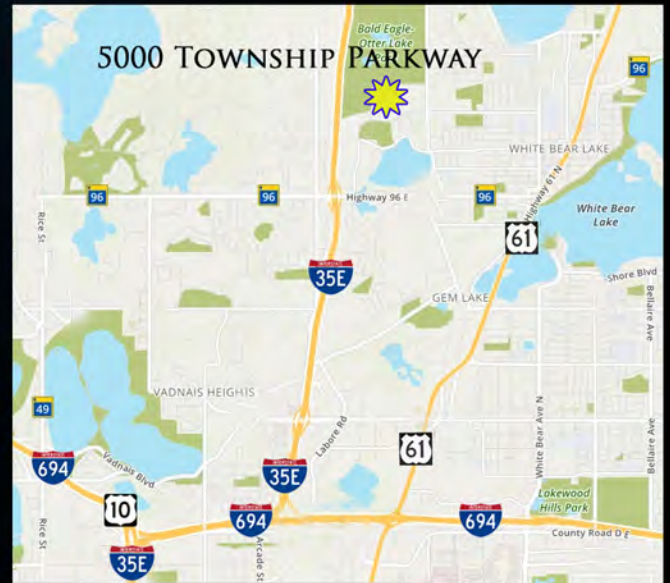 Bald Eagle-
Otter Lake
5000 Township Parkway
96
WHITE BEAR LAKE
96
96
Highway 96 E
96
Highway 61 N
Rice St
White Bear
Lake
61
35E
Shore Blvd
GEM LAKE
Bellaire Ave
VADNAIS HEIGHTS
49
Labore Rd
White Bear Ave N
61
Bellaire Ave
694
Vadnais Blvd
35E
10
694
694
Lakewood
Hills Park
Rice St
County Road D E
35E
Arcade St